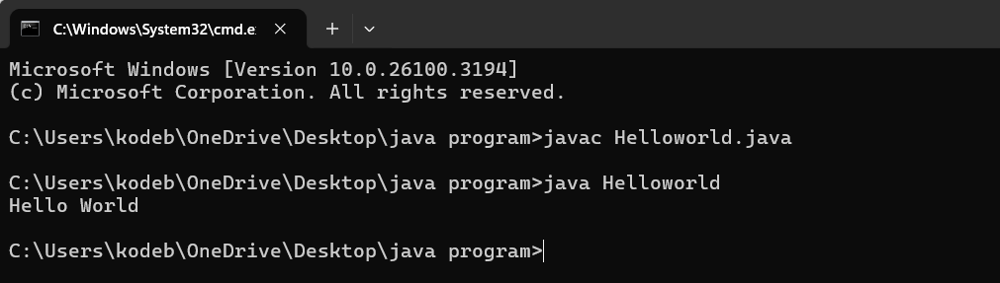 C:\Windows\System32\cmd.e
Microsoft Windows [Version 10.0.26100.3194]
(c) Microsoft Corporation. All rights reserved.
C:\Users\kodeb\OneDrive\Desktop\java program>javac Helloworld.java
C:\Users\kodeb\OneDrive\Desktop\java program>java Helloworld
Hello World
C:\Users\kodeb\OneDrive\Desktop\java program>